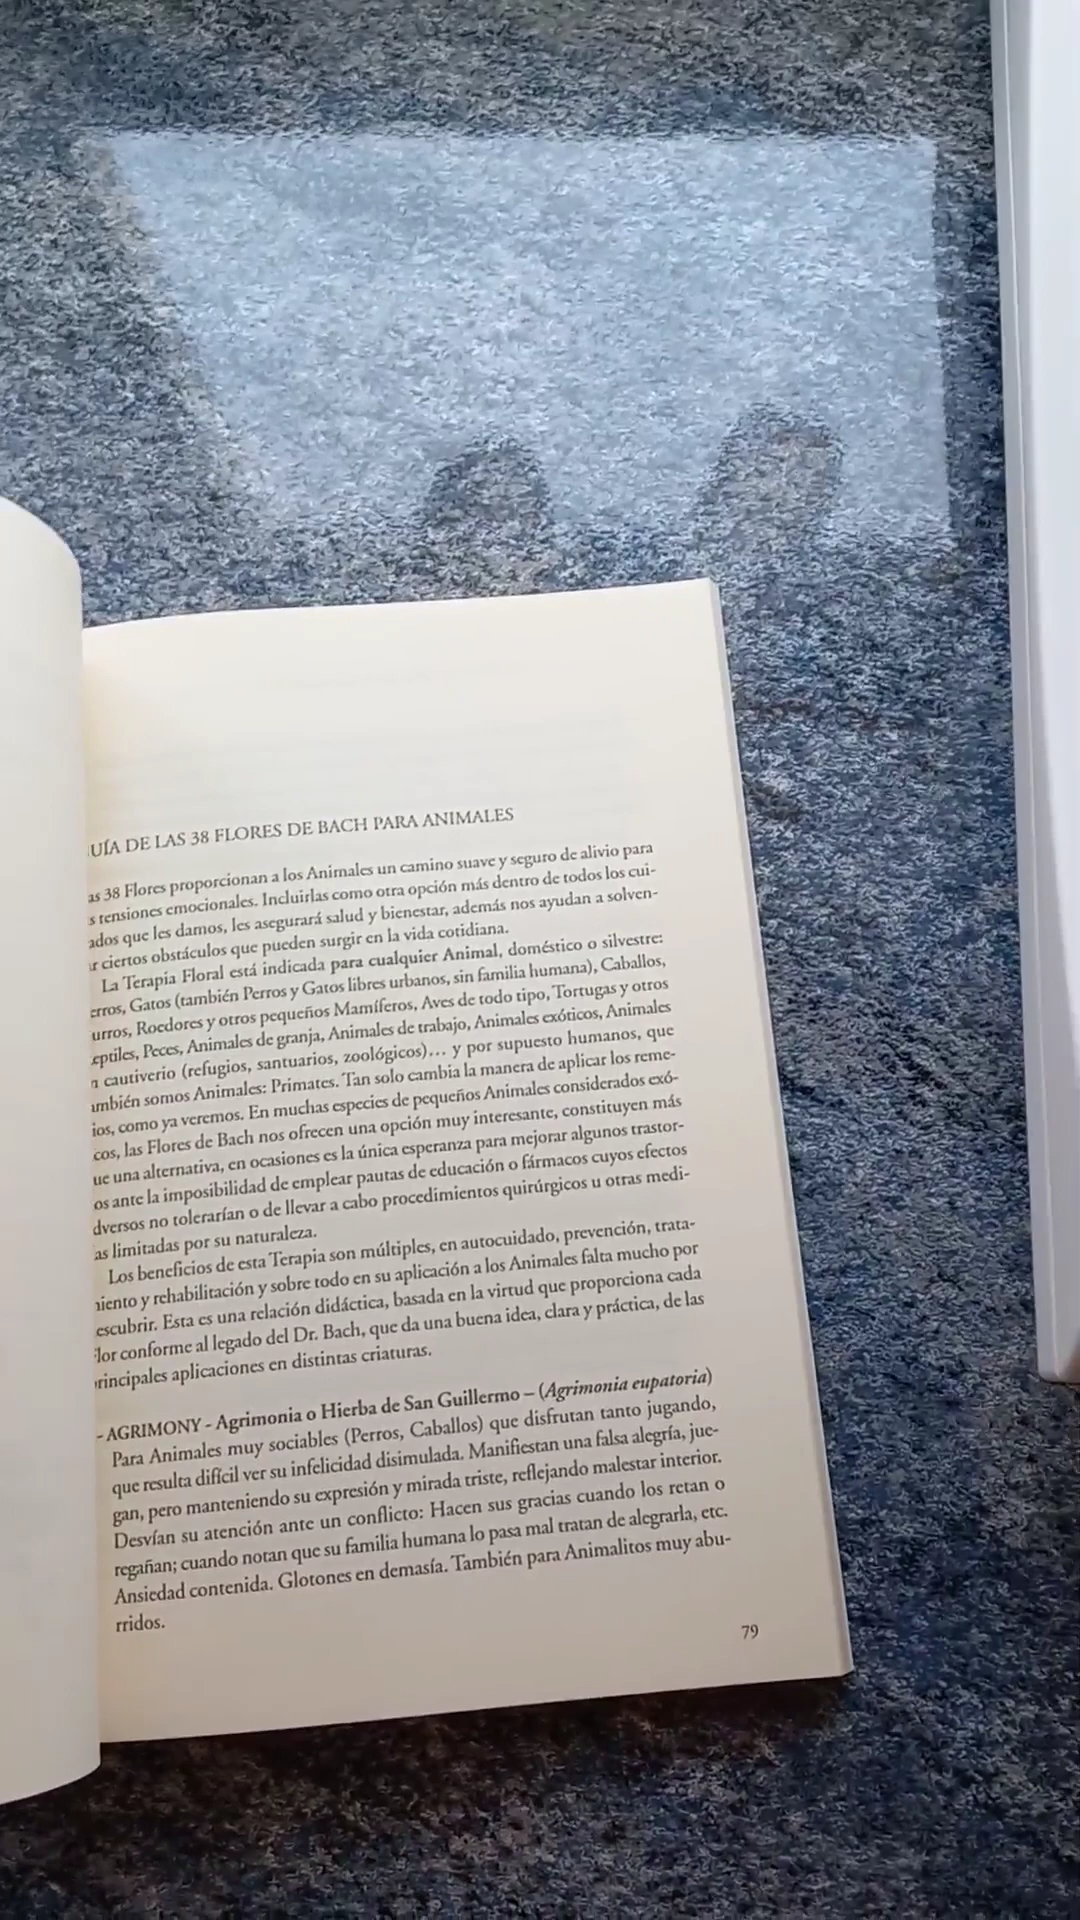 UÍA DE LAS 38 FLORES DE BACH PARA ANIMALES
as 38 Flores proporcionan a los Animales un camino suave y seguro de alivio para
s tensiones emocionales. Incluirlas como otra opción más dentro de todos los cui-
ados que les damos, les asegurará salud y bienestar, además nos ayudan a solven-
r ciertos obstáculos que pueden surgir en la vida cotidiana.
La Terapia Floral está indicada para cualquier Animal, doméstico o silvestre:
erros, Gatos (también Perros y Gatos libres urbanos, sin familia humana), Caballos,
urros, Roedores y otros pequeños Mamíferos, Aves de todo tipo, Tortugas y otros
eptiles, Peces, Animales de granja, Animales de trabajo, Animales exóticos, Animales
n cautiverio (refugios, santuarios, zoológicos)... y por supuesto humanos, que
ambién somos Animales: Primates. Tan solo cambia la manera de aplicar los reme-
ios, como ya veremos. En muchas especies de pequeños Animales considerados exó-
cos, las Flores de Bach nos ofrecen una opción muy interesante, constituyen más
ue una alternativa, en ocasiones es la única esperanza para mejorar algunos trastor-
os ante la imposibilidad de emplear pautas de educación o fármacos cuyos efectos
dversos no tolerarían o de llevar a cabo procedimientos quirúrgicos u otras medi-
as limitadas por su naturaleza.
Los beneficios de esta Terapia son múltiples, en autocuidado, prevención, trata-
niento y rehabilitación y sobre todo en su aplicación a los Animales falta mucho por
escubrir. Esta es una relación didáctica, basada en la virtud que proporciona cada
lor conforme al legado del Dr. Bach, que da una buena idea, clara y práctica, de las
rincipales aplicaciones en distintas criaturas.
- AGRIMONY - Agrimonia o Hierba de San Guillermo – (Agrimonia eupatoria)
Para Animales muy sociables (Perros, Caballos) que disfrutan tanto jugando,
que resulta difícil ver su infelicidad disimulada. Manifiestan una falsa alegría, jue-
gan, pero manteniendo su expresión y mirada triste, reflejando malestar interior.
Desvían su atención ante un conflicto: Hacen sus gracias cuando los retan o
regañan; cuando notan que su familia humana lo pasa mal tratan de alegrarla, etc.
Ansiedad contenida. Glotones en demasía. También para Animalitos muy abu-
rridos.
79